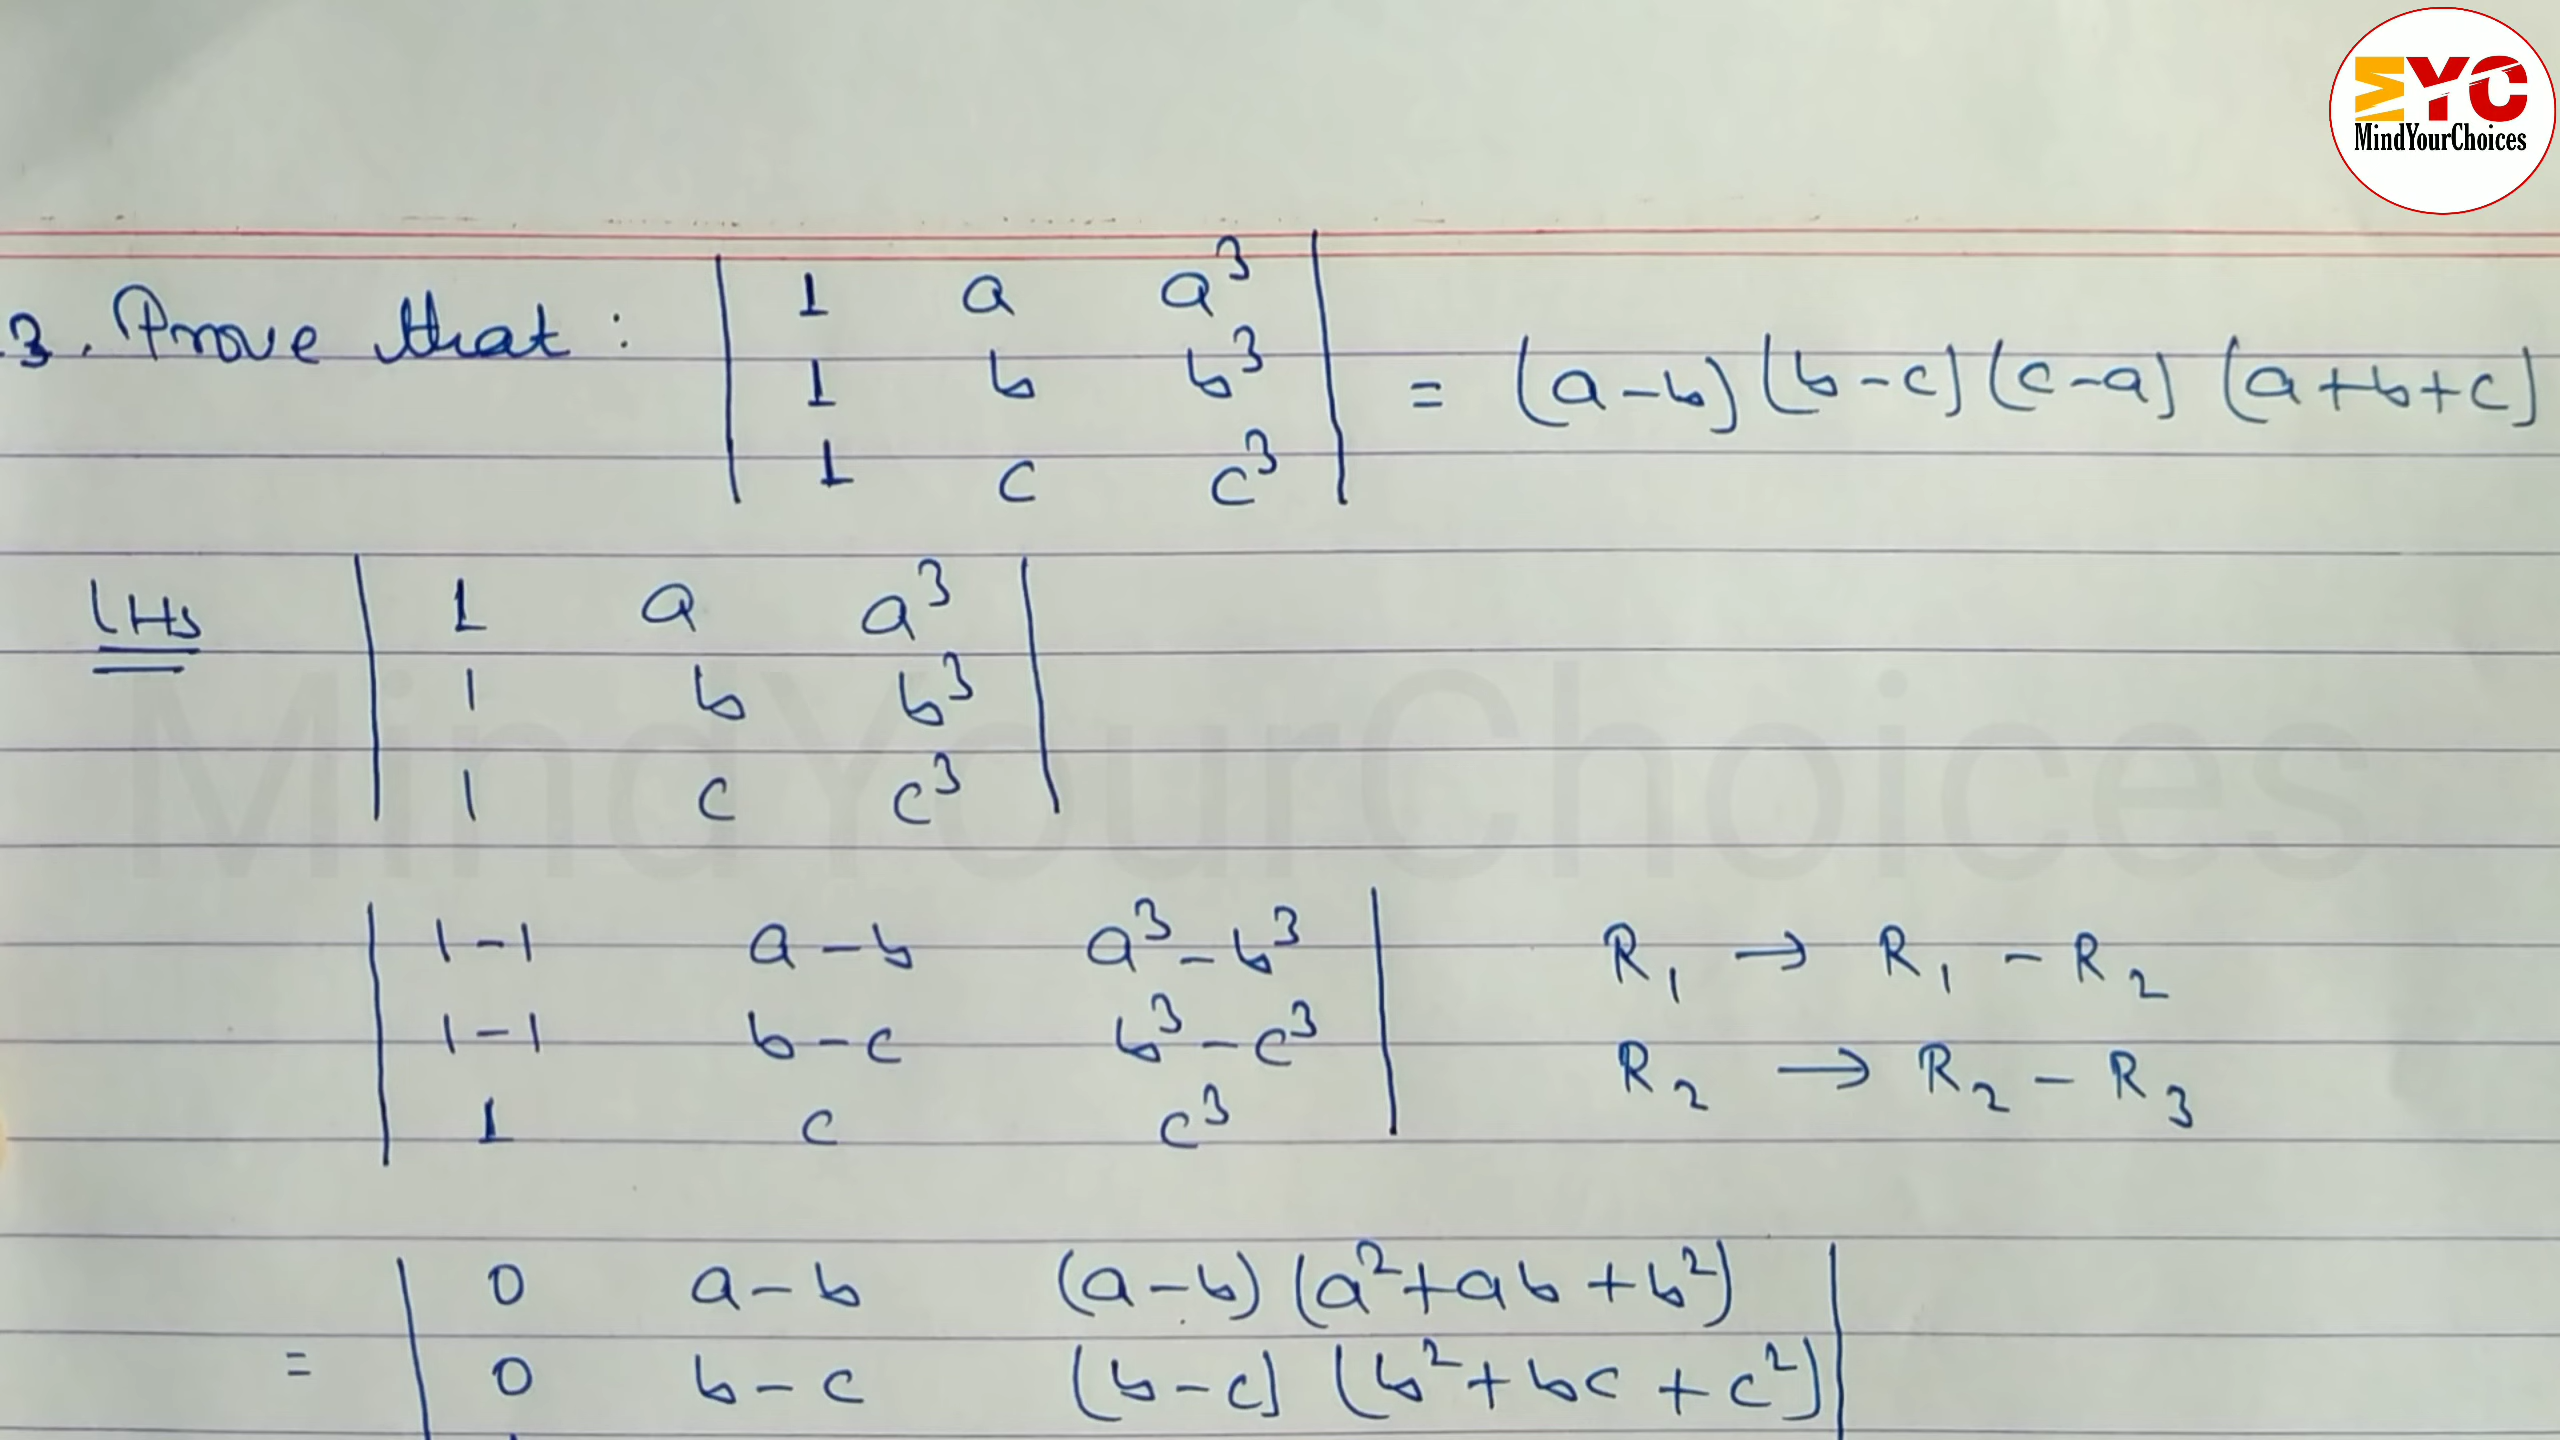 MYC
MindYourChoices
3. Prove that : | 1 a a³ |
| 1 b b³ | = (a-b) (b-c) (c-a) (a+b+c)
| 1 c c³ |
LHS | 1 a a³ |
| 1 b b³ |
| 1 c c³ |
MindYourChoices
| 1-1 a-b a³-b³ | R₁ → R₁ - R₂
| 1-1 b-c b³-c³ | R₂ → R₂ - R₃
| 1 c c³ |
| 0 a-b (a-b) (a²+ab+b²) |
= | 0 b-c (b-c) (b²+bc+c²) |